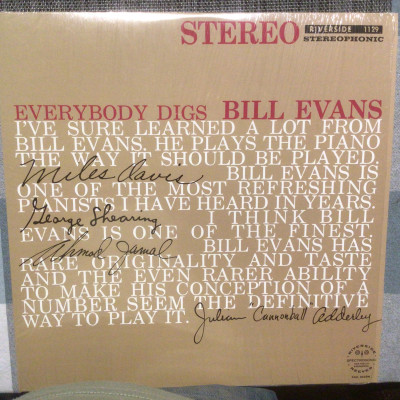 STEREO
RIVERSIDE 1129
STEREOPHONIC
EVERYBODY DIGS BILL EVANS
I'VE SURE LEARNED A LOT FROM
BILL EVANS. HE PLAYS THE PIANO
THE WAY IT SHOULD BE PLAYED.
Miles Davis BILL EVANS IS
ONE OF THE MOST REFRESHING
PIANISTS I HAVE HEARD IN YEARS.
George Shearing I THINK BILL
EVANS IS ONE OF THE FINEST.
Ahmad Jamal BILL EVANS HAS
RARE ORIGINALITY AND TASTE
AND THE EVEN RARER ABILITY
TO MAKE HIS CONCEPTION OF A
NUMBER SEEM THE DEFINITIVE
WAY TO PLAY IT. Julian "Cannonball" Adderley
RIVERSIDE
RECORDS